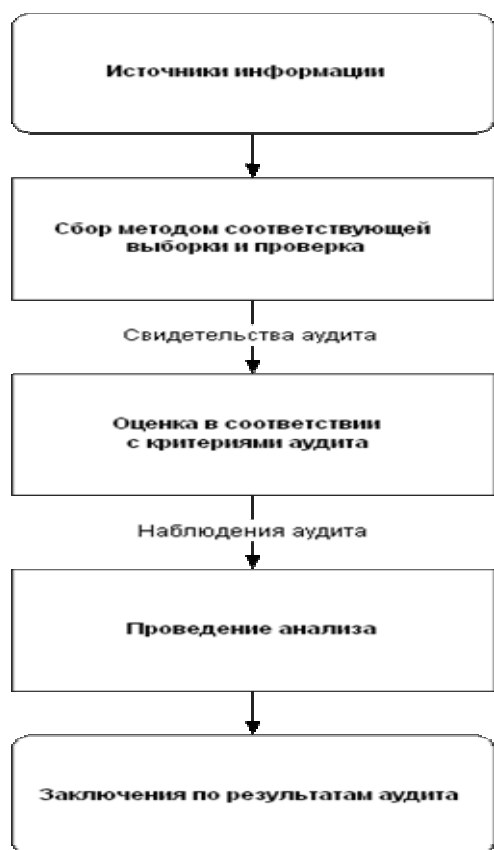 Источники информации
Сбор методом соответствующей
выборки и проверка
Свидетельства аудита
Оценка в соответствии
с критериями аудита
Наблюдения аудита
Проведение анализа
Заключения по результатам аудита